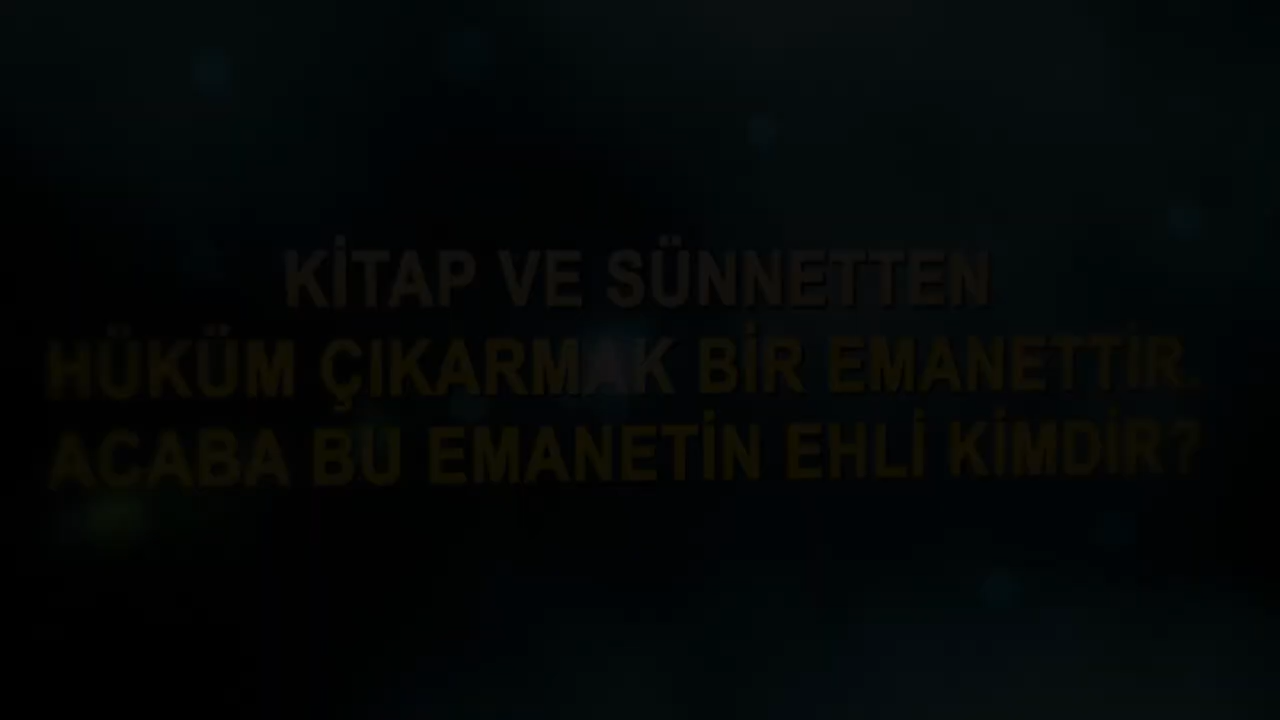 KİTAP VE SÜNNETTEN
HÜKÜM ÇIKARMAK BİR EMANETTİR.
ACABA BU EMANETİN EHLİ KİMDİR?